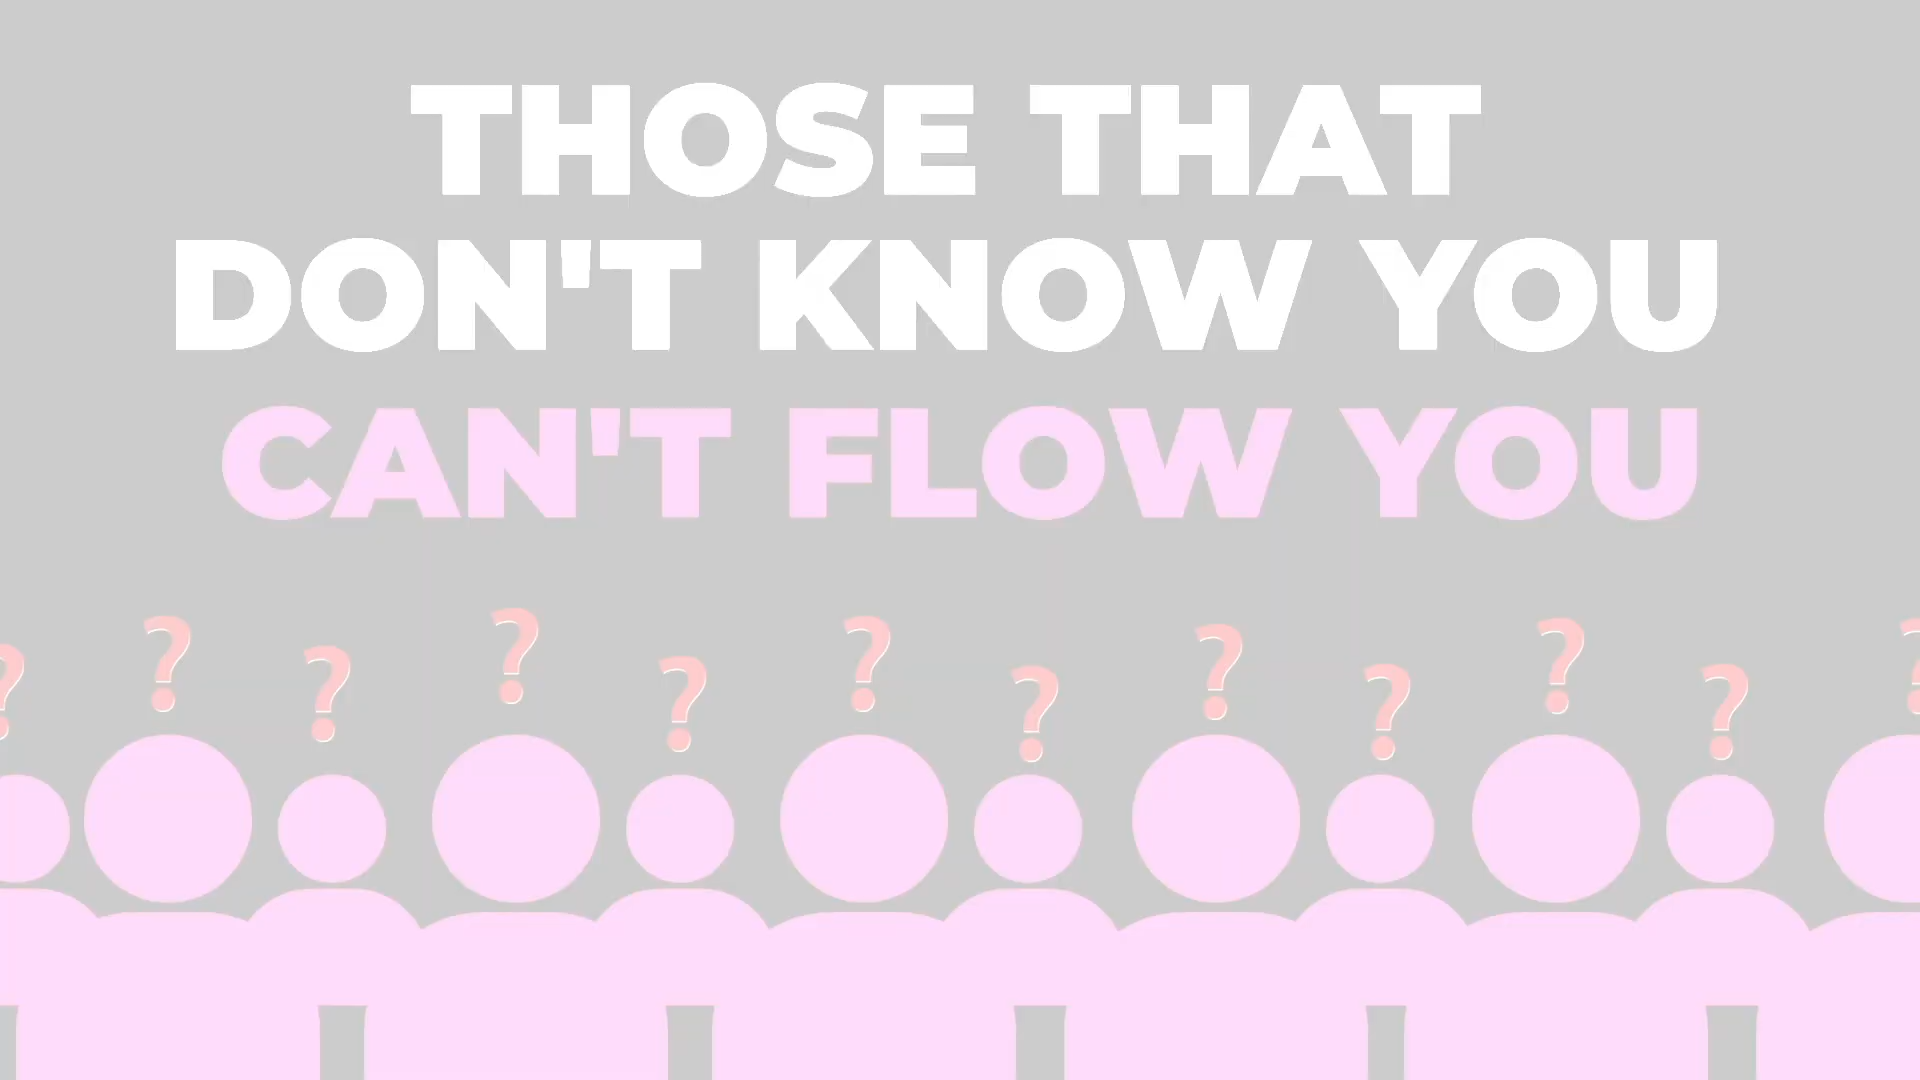 THOSE THAT
DON'T KNOW YOU
CAN'T FLOW YOU
? ? ? ? ? ? ? ? ? ? ? ?